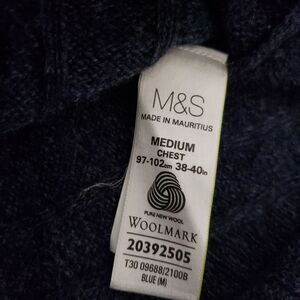 M&S
MADE IN MAURITIUS
MEDIUM
CHEST
97-102cm 38-40in
PURE NEW WOOL
WOOLMARK
20392505
T30 09688/2100B
BLUE (M)